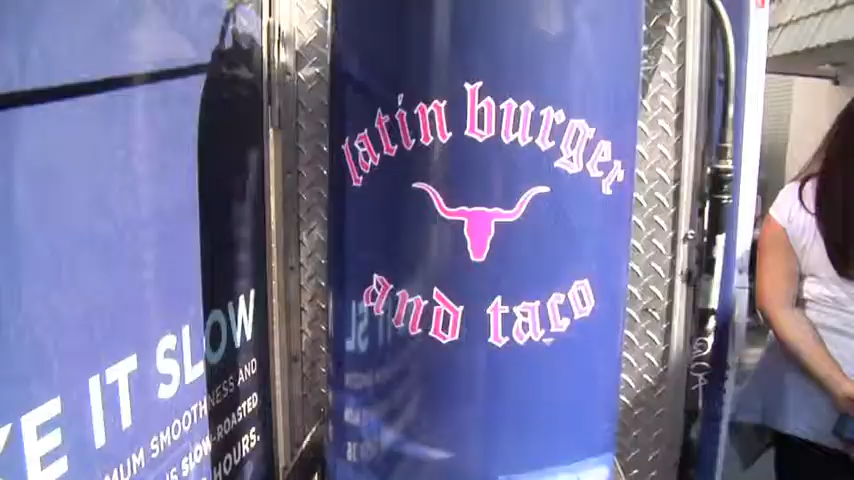 latin burger
and taco
KE IT SLOW
MUM SMOOTHNESS AND
IS SLOW-ROASTED
HOURS.